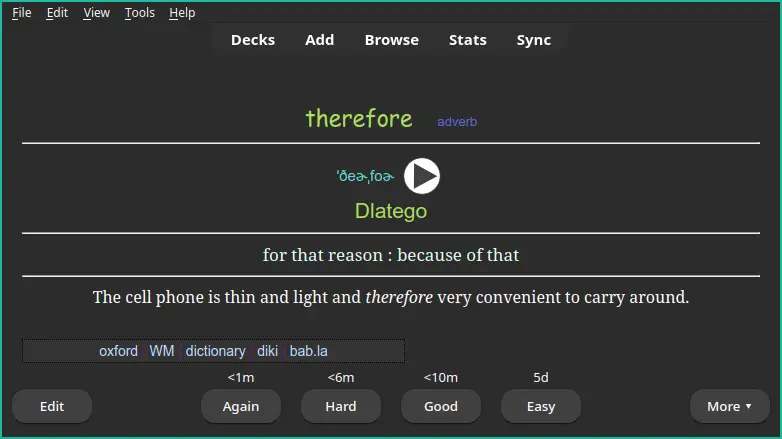 File Edit View Tools Help
Decks Add Browse Stats Sync
therefore adverb
ˈðeɚˌfoɚ
Dlatego
for that reason : because of that
The cell phone is thin and light and therefore very convenient to carry around.
oxford WM dictionary diki bab.la
<1m <6m <10m 5d
Edit Again Hard Good Easy More ▾